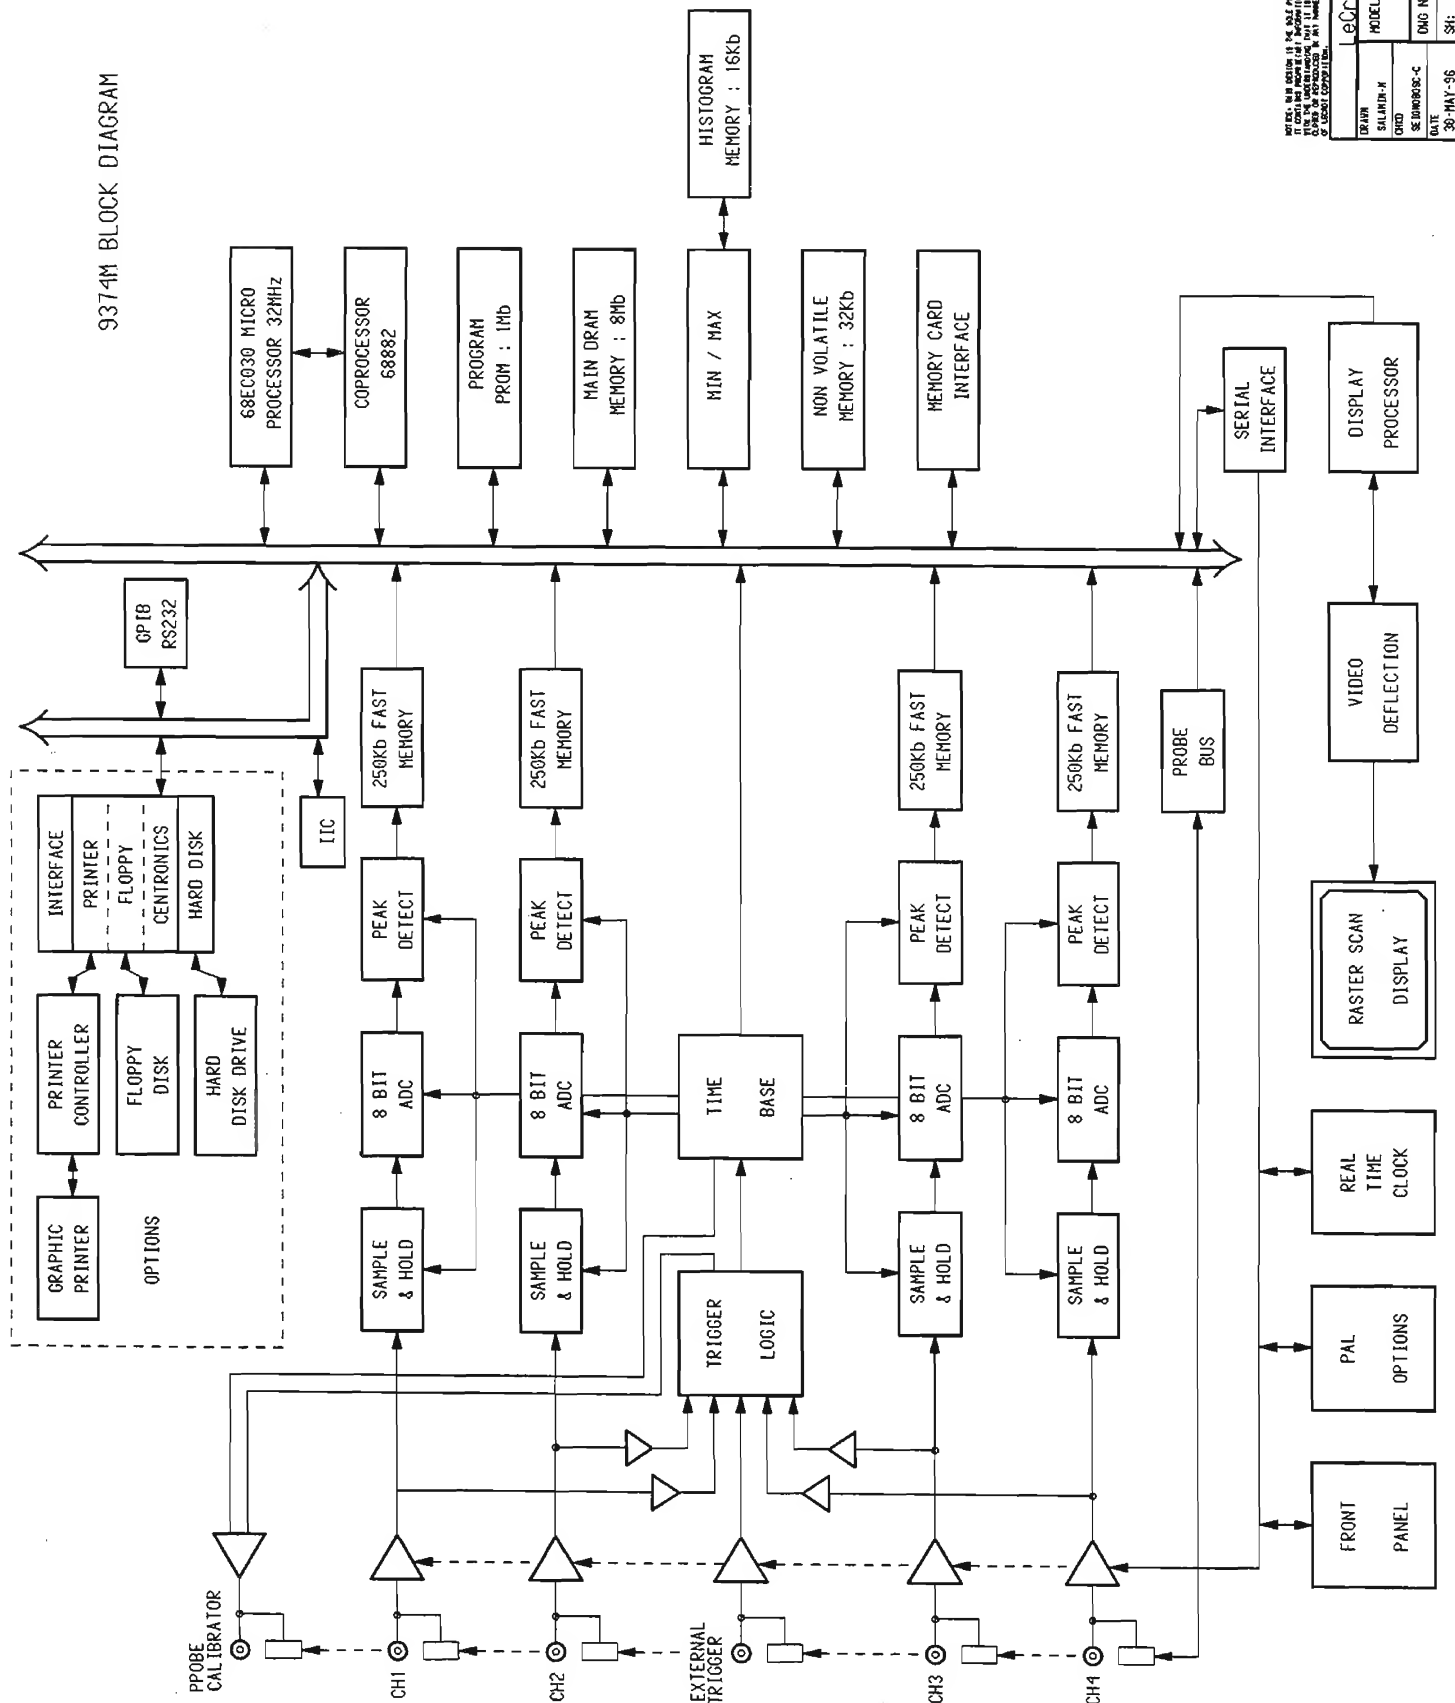 9374M BLOCK DIAGRAM
68EC030 MICRO
PROCESSOR 32MHz
COPROCESSOR
68882
PROGRAM
PROM : 1Mb
MAIN DRAM
MEMORY : 8Mb
MIN / MAX
HISTOGRAM
MEMORY : 16Kb
NON VOLATILE
MEMORY : 32Kb
MEMORY CARD
INTERFACE
SERIAL
INTERFACE
DISPLAY
PROCESSOR
VIDEO
DEFLECTION
RASTER SCAN
DISPLAY
GPIB
RS232
IIC
INTERFACE
PRINTER
FLOPPY
CENTRONICS
HARD DISK
PRINTER
CONTROLLER
FLOPPY
DISK
HARD
DISK DRIVE
GRAPHIC
PRINTER
OPTIONS
250Kb FAST
MEMORY
PEAK
DETECT
8 BIT
ADC
SAMPLE
& HOLD
250Kb FAST
MEMORY
PEAK
DETECT
8 BIT
ADC
SAMPLE
& HOLD
TIME
BASE
TRIGGER
LOGIC
250Kb FAST
MEMORY
PEAK
DETECT
8 BIT
ADC
SAMPLE
& HOLD
250Kb FAST
MEMORY
PEAK
DETECT
8 BIT
ADC
SAMPLE
& HOLD
PROBE
BUS
REAL
TIME
CLOCK
PAL
OPTIONS
FRONT
PANEL
PPOBE
CALIBRATOR
CH1
CH2
EXTERNAL
TRIGGER
CH3
CH4
LeCr
DRAWN
SALAMIN-M
CHKD
DATE
30-MAY-96
MODEL
DWG N
SH: